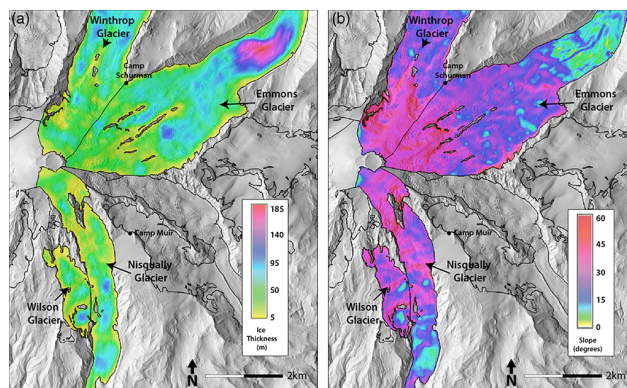 (a)
Winthrop
Glacier
Camp
Schurman
Emmons
Glacier
Camp Muir
Nisqually
Glacier
Wilson
Glacier
185
140
95
50
5
Ice
Thickness
(m)
N
2km
(b)
Winthrop
Glacier
Camp
Schurman
Emmons
Glacier
Camp Muir
Nisqually
Glacier
Wilson
Glacier
60
45
30
15
0
Slope
(degrees)
N
2km